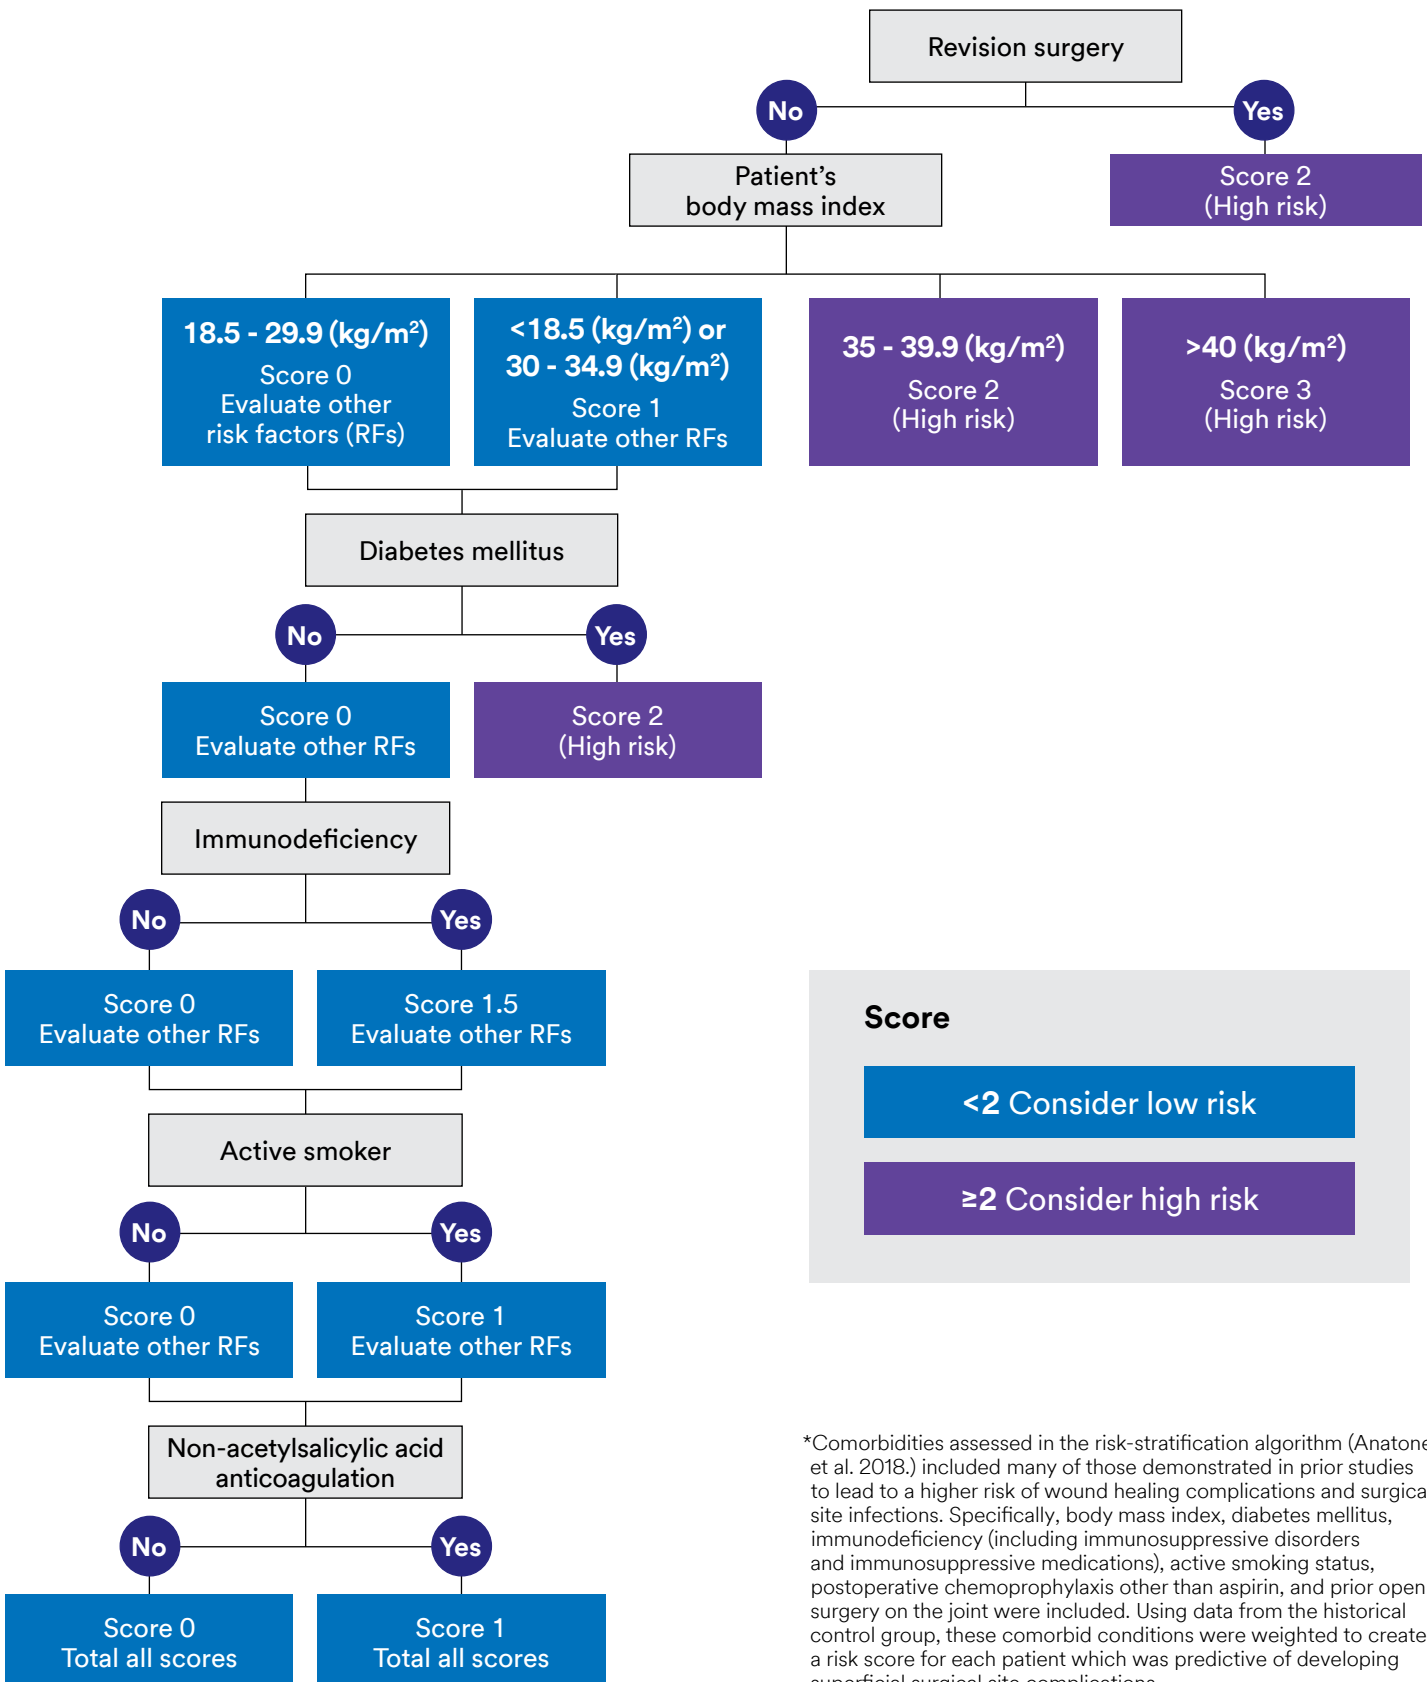 Revision surgery
No
Yes
Patient's
body mass index
Score 2
(High risk)
18.5 - 29.9 (kg/m²)
Score 0
Evaluate other
risk factors (RFs)
<18.5 (kg/m²) or
30 - 34.9 (kg/m²)
Score 1
Evaluate other RFs
35 - 39.9 (kg/m²)
Score 2
(High risk)
>40 (kg/m²)
Score 3
(High risk)
Diabetes mellitus
No
Yes
Score 0
Evaluate other RFs
Score 2
(High risk)
Immunodeficiency
No
Yes
Score 0
Evaluate other RFs
Score 1.5
Evaluate other RFs
Active smoker
No
Yes
Score 0
Evaluate other RFs
Score 1
Evaluate other RFs
Non-acetylsalicylic acid
anticoagulation
No
Yes
Score 0
Total all scores
Score 1
Total all scores
Score
<2 Consider low risk
≥2 Consider high risk
*Comorbidities assessed in the risk-stratification algorithm (Anatone
et al. 2018.) included many of those demonstrated in prior studies
to lead to a higher risk of wound healing complications and surgica
site infections. Specifically, body mass index, diabetes mellitus,
immunodeficiency (including immunosuppressive disorders
and immunosuppressive medications), active smoking status,
postoperative chemoprophylaxis other than aspirin, and prior open
surgery on the joint were included. Using data from the historical
control group, these comorbid conditions were weighted to create
a risk score for each patient which was predictive of developing
superficial surgical site complications